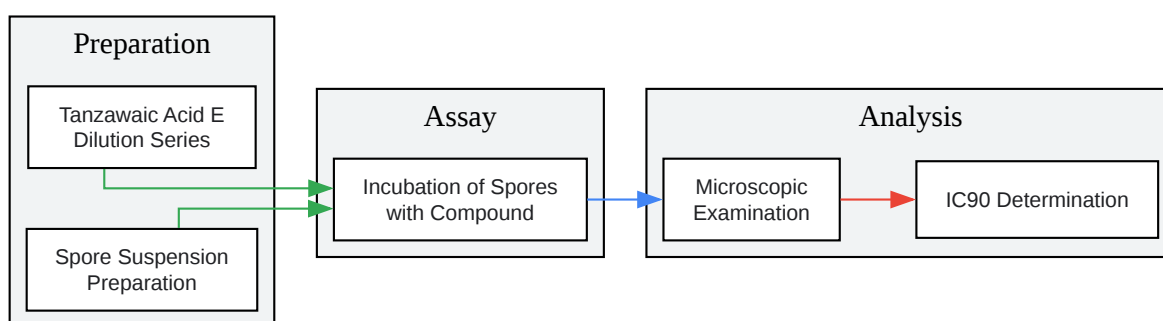 Preparation
Tanzawaic Acid E
Dilution Series
Spore Suspension
Preparation
Assay
Incubation of Spores
with Compound
Analysis
Microscopic
Examination
IC90 Determination